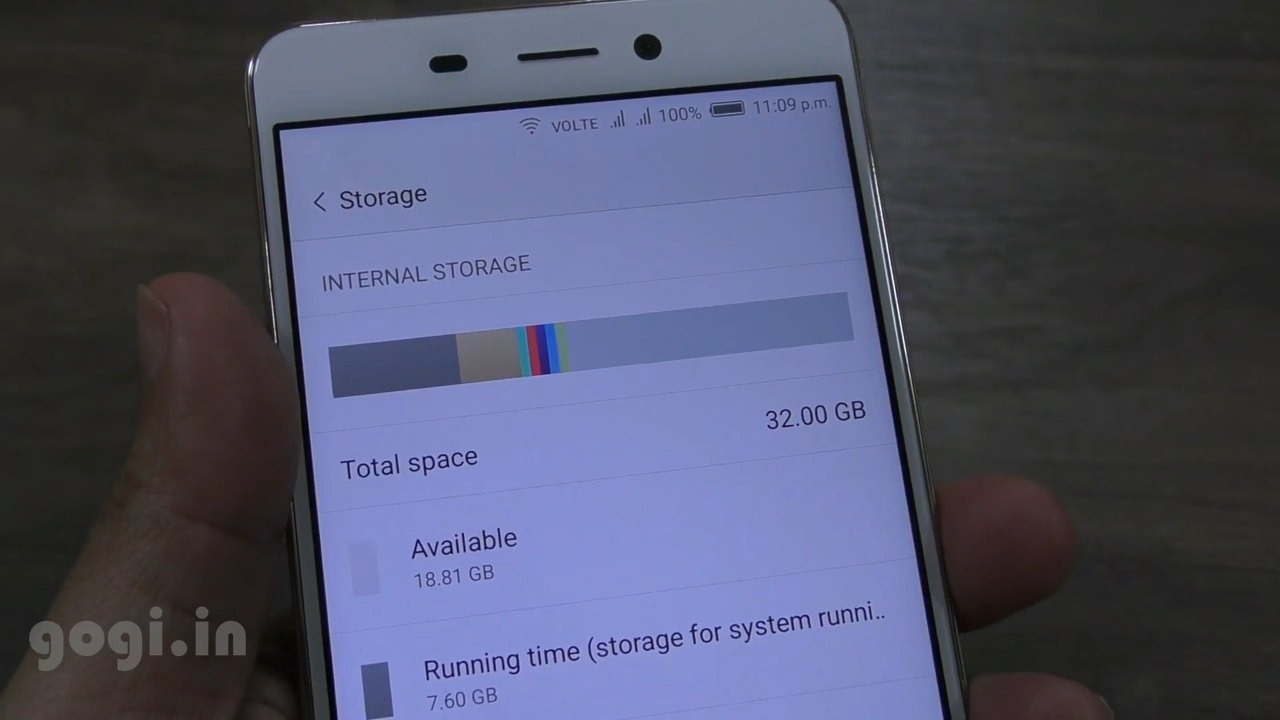 VOLTE 100% 11:09 p.m.
Storage
INTERNAL STORAGE
Total space 32.00 GB
Available
18.81 GB
Running time (storage for system runni..
7.60 GB
gogi.in